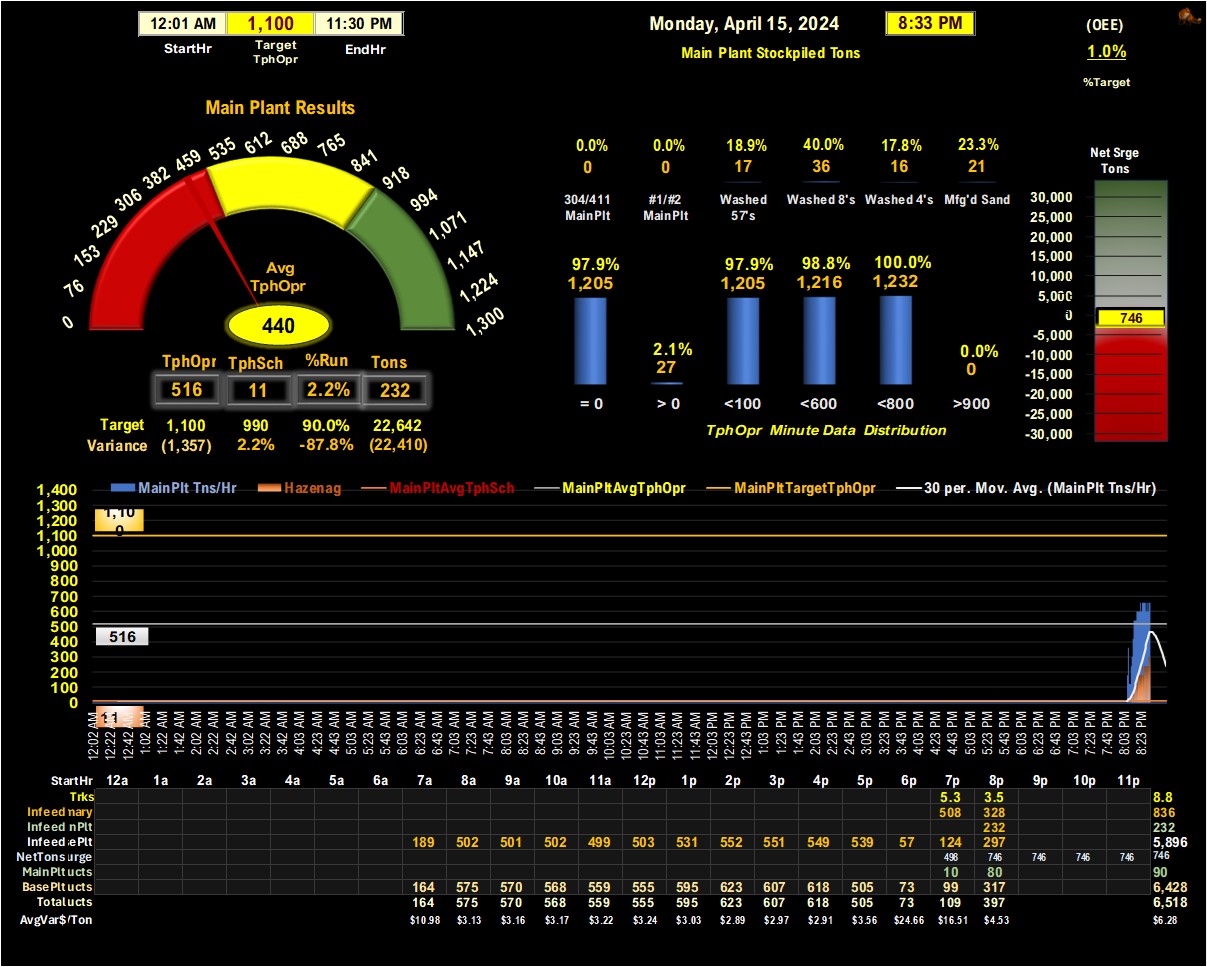 12:01 AM 1,100 11:30 PM
StartHr Target TphOpr EndHr
Monday, April 15, 2024 8:33 PM
Main Plant Stockpiled Tons
(OEE)
1.0%
%Target
Main Plant Results
0 76 153 229 306 382 459 535 612 688 765 841 918 994 1,071 1,147 1,224 1,300
Avg
TphOpr
440
TphOpr TphSch %Run Tons
516 11 2.2% 232
Target 1,100 990 90.0% 22,642
Variance (1,357) 2.2% -87.8% (22,410)
0.0% 0.0% 18.9% 40.0% 17.8% 23.3%
0 0 17 36 16 21
304/411 MainPlt #1/#2 MainPlt Washed 57's Washed 8's Washed 4's Mfg'd Sand
97.9% 2.1% 97.9% 98.8% 100.0% 0.0%
1,205 27 1,205 1,216 1,232 0
= 0 > 0 <100 <600 <800 >900
TphOpr Minute Data Distribution
Net Srge
Tons
30,000
25,000
20,000
15,000
10,000
5,000
0
746
-5,000
-10,000
-15,000
-20,000
-25,000
-30,000
MainPlt Tns/Hr Hazenag MainPltAvgTphSch MainPltAvgTphOpr MainPltTargetTphOpr 30 per. Mov. Avg. (MainPlt Tns/Hr)
1,400
1,300
1,200
1,100
1,000
900
800
700
600
500
400
300
200
100
0
1,100
516
11
12:02 AM 12:22 AM 12:42 AM 1:02 AM 1:22 AM 1:42 AM 2:02 AM 2:22 AM 2:42 AM 3:02 AM 3:22 AM 3:42 AM 4:03 AM 4:23 AM 4:43 AM 5:03 AM 5:23 AM 5:43 AM 6:03 AM 6:23 AM 6:43 AM 7:03 AM 7:23 AM 7:43 AM 8:03 AM 8:23 AM 8:43 AM 9:03 AM 9:23 AM 9:43 AM 10:03 AM 10:23 AM 10:43 AM 11:03 AM 11:23 AM 11:43 AM 12:03 PM 12:23 PM 12:43 PM 1:03 PM 1:23 PM 1:43 PM 2:03 PM 2:23 PM 2:43 PM 3:03 PM 3:23 PM 3:43 PM 4:03 PM 4:23 PM 4:43 PM 5:03 PM 5:23 PM 5:43 PM 6:03 PM 6:23 PM 6:43 PM 7:03 PM 7:23 PM 7:43 PM 8:03 PM 8:23 PM
StartHr 12a 1a 2a 3a 4a 5a 6a 7a 8a 9a 10a 11a 12p 1p 2p 3p 4p 5p 6p 7p 8p 9p 10p 11p
Trks 5.3 3.5 8.8
Infeed mary 508 328 836
Infeed nPlt 232 232
Infeed ePlt 189 502 501 502 499 503 531 552 551 549 539 57 124 297 5,896
NetTons urge 498 746 746 746 746 746
MainPlt ucts 10 80 90
BasePlt ucts 164 575 570 568 559 555 595 623 607 618 505 73 99 317 6,428
Total ucts 164 575 570 568 559 555 595 623 607 618 505 73 109 397 6,518
AvgVar$/Ton $10.98 $3.13 $3.16 $3.17 $3.22 $3.24 $3.03 $2.89 $2.97 $2.91 $3.56 $24.66 $16.51 $4.53 $6.28